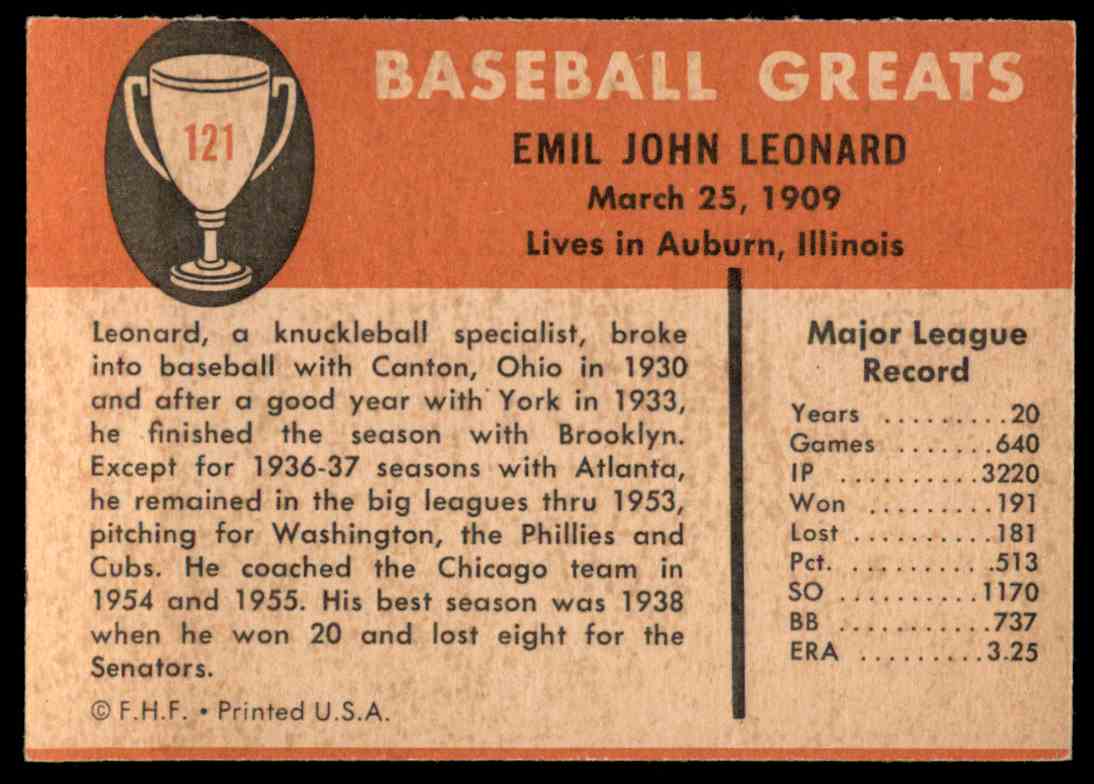 121
BASEBALL GREATS
EMIL JOHN LEONARD
March 25, 1909
Lives in Auburn, Illinois
Leonard, a knuckleball specialist, broke
into baseball with Canton, Ohio in 1930
and after a good year with York in 1933,
he finished the season with Brooklyn.
Except for 1936-37 seasons with Atlanta,
he remained in the big leagues thru 1953,
pitching for Washington, the Phillies and
Cubs. He coached the Chicago team in
1954 and 1955. His best season was 1938
when he won 20 and lost eight for the
Senators.
© F.H.F. • Printed U.S.A.
Major League
Record
Years .......20
Games .......640
IP ..........3220
Won .........191
Lost ..........181
Pct. ...........513
SO ..........1170
BB ...........737
ERA .........3.25